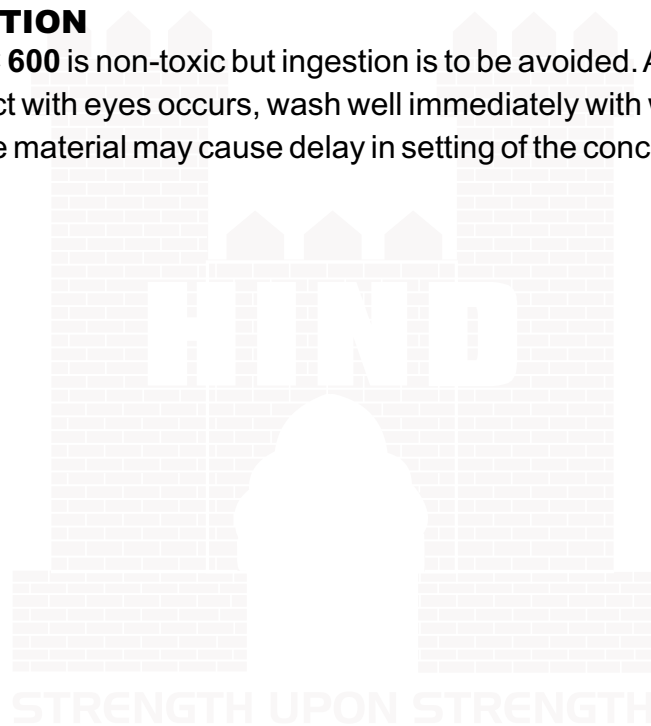 TION
600 is non-toxic but ingestion is to be avoided. A
ct with eyes occurs, wash well immediately with
e material may cause delay in setting of the conc
HIND
STRENGTH UPON STRENGTH